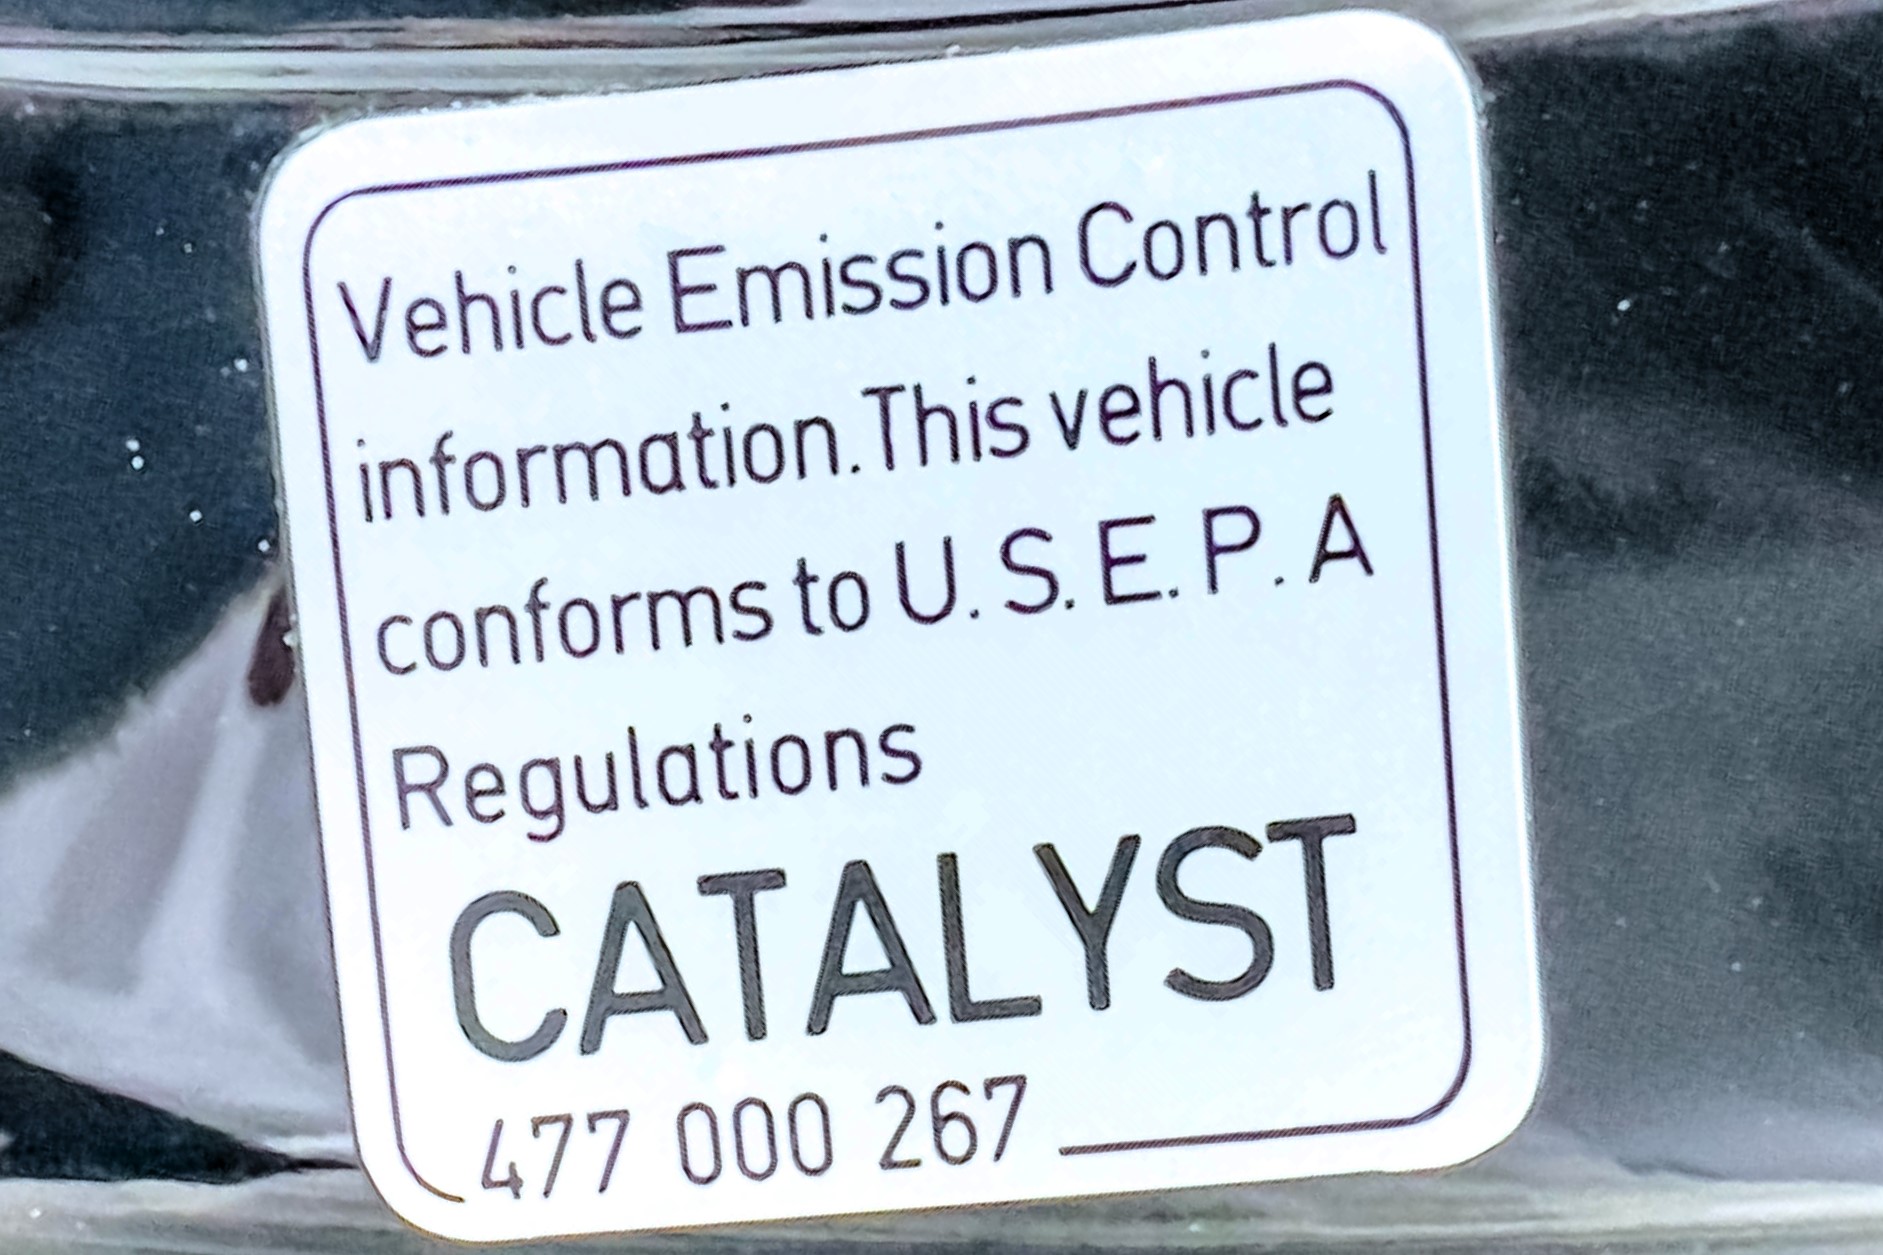 Vehicle Emission Control
information.This vehicle
conforms to U. S. E. P. A
Regulations
CATALYST
477 000 267